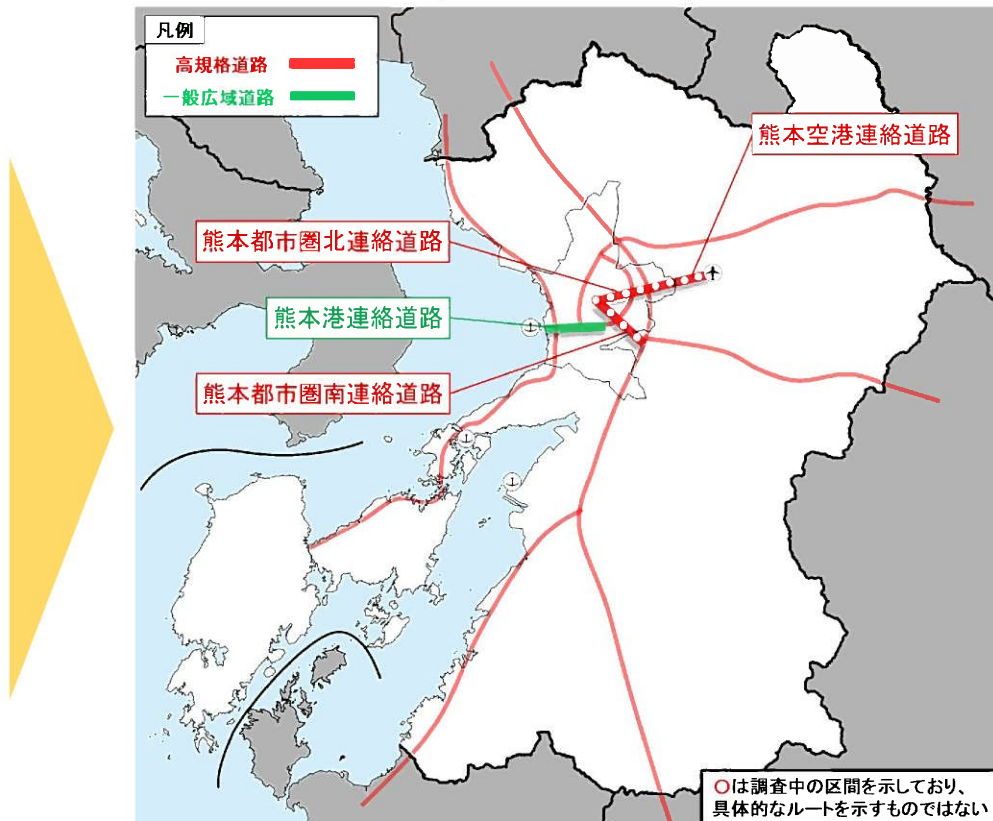 凡例
高規格道路
一般広域道路
熊本空港連絡道路
熊本都市圏北連絡道路
熊本港連絡道路
熊本都市圏南連絡道路
○は調査中の区間を示しており、
具体的なルートを示すものではない